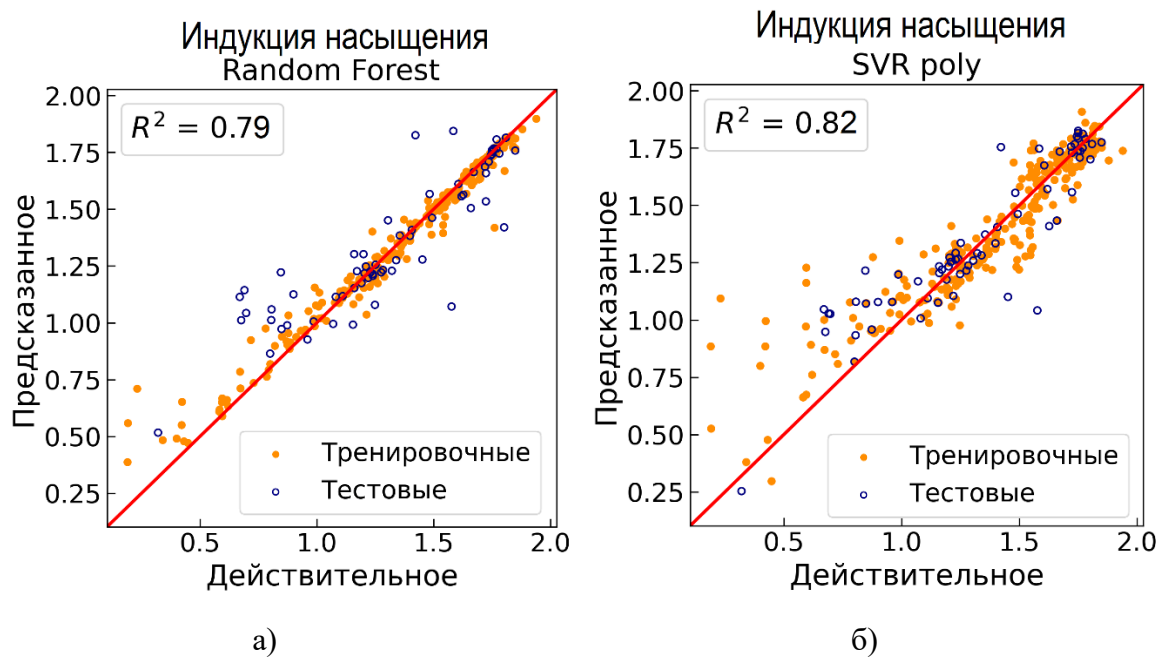 Индукция насыщения
Random Forest
R² = 0.79
Предсказанное
2.00
1.75
1.50
1.25
1.00
0.75
0.50
0.25
Тренировочные
Тестовые
0.5 1.0 1.5 2.0
Действительное
а)
Индукция насыщения
SVR poly
R² = 0.82
Предсказанное
2.00
1.75
1.50
1.25
1.00
0.75
0.50
0.25
Тренировочные
Тестовые
0.5 1.0 1.5 2.0
Действительное
б)